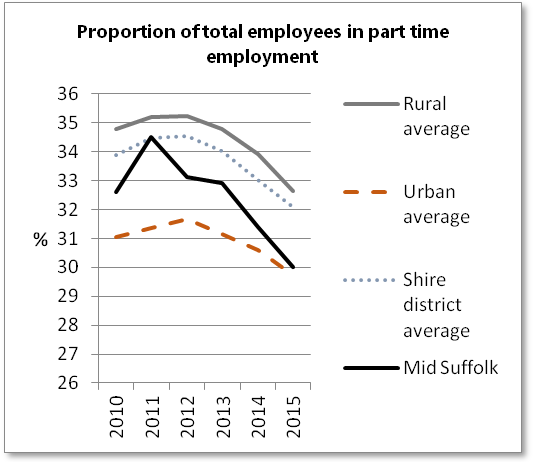 Proportion of total employees in part time
employment
36
35
34
33
32
31
30
29
28
27
26
%
2010
2011
2012
2013
2014
2015
Rural
average
Urban
average
Shire
district
average
Mid Suffolk